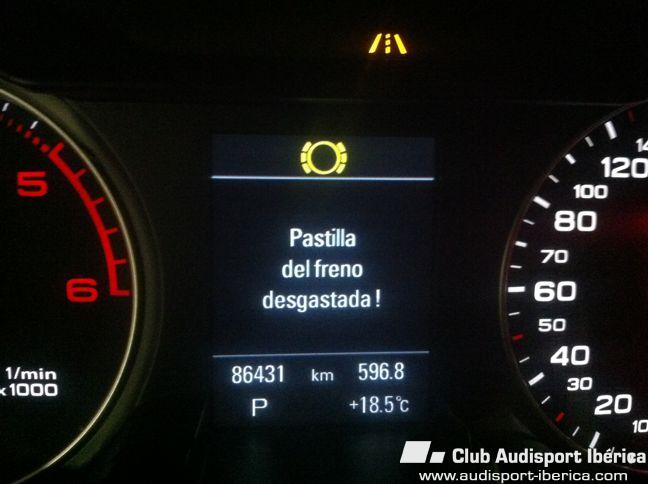 Pastilla
del freno
desgastada!
86431 km 596.8
P +18.5°c
5
6
1/min
x1000
120
100
80
70
60
50
40
30
20
Club Audisport Ibérica
www.audisport-iberica.com